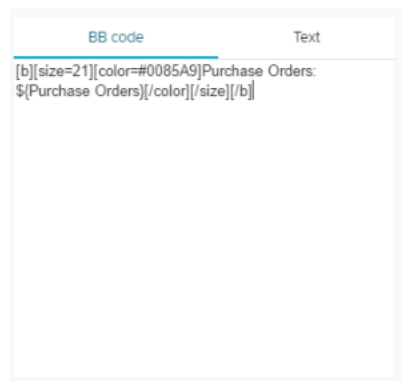 BB code
Text
[b][size=21][color=#0085A9]Purchase Orders:
${Purchase Orders}[/color][/size][/b]